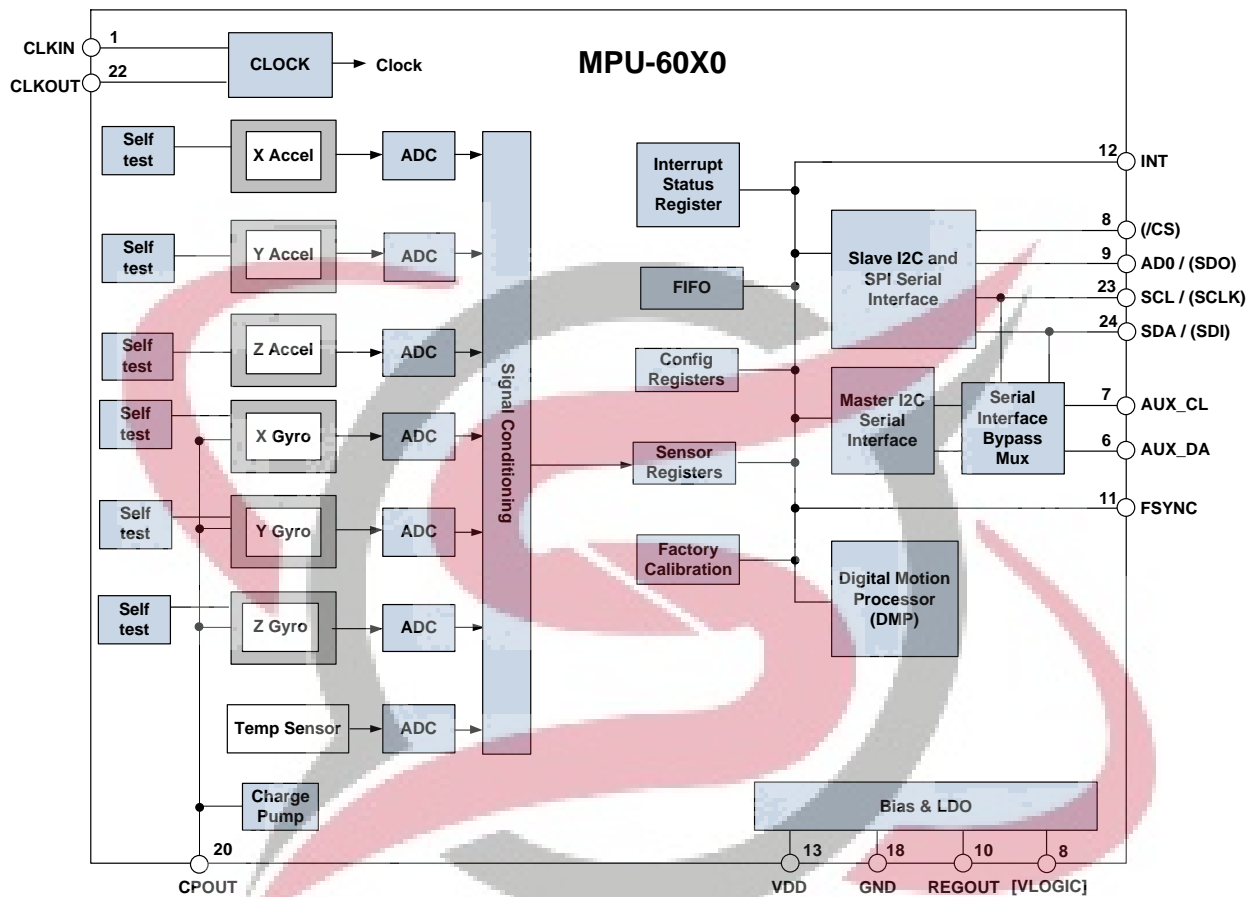 MPU-60X0
CLKIN
1
CLKOUT
22
CLOCK
Clock
Self
test
X Accel
ADC
Self
test
Y Accel
ADC
Self
test
Z Accel
ADC
Self
test
X Gyro
ADC
Self
test
Y Gyro
ADC
Self
test
Z Gyro
ADC
Temp Sensor
ADC
Charge
Pump
20
CPOUT
Signal Conditioning
Interrupt
Status
Register
FIFO
Config
Registers
Sensor
Registers
Factory
Calibration
Slave I2C and
SPI Serial
Interface
Master I2C
Serial
Interface
Serial
Interface
Bypass
Mux
Digital Motion
Processor
(DMP)
12
INT
8
(/CS)
9
AD0 / (SDO)
23
SCL / (SCLK)
24
SDA / (SDI)
7
AUX_CL
6
AUX_DA
11
FSYNC
Bias & LDO
13
VDD
18
GND
10
REGOUT
8
[VLOGIC]